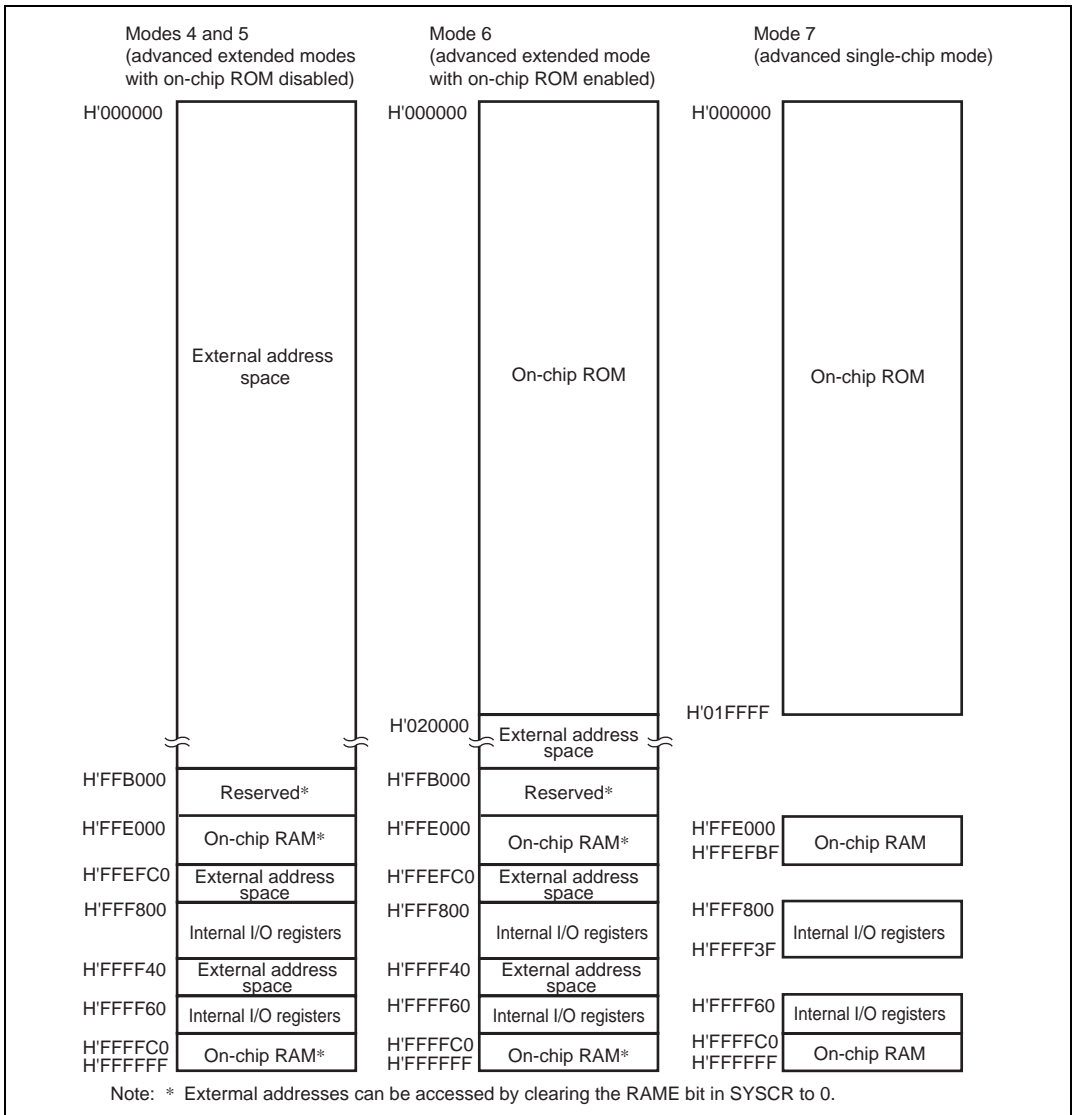 Modes 4 and 5
(advanced extended modes
with on-chip ROM disabled)
H'000000
External address
space
H'FFB000
Reserved*
H'FFE000
On-chip RAM*
H'FFEFC0
External address
space
H'FFF800
Internal I/O registers
H'FFFF40
External address
space
H'FFFF60
Internal I/O registers
H'FFFFC0
On-chip RAM*
H'FFFFFF
Mode 6
(advanced extended mode
with on-chip ROM enabled)
H'000000
On-chip ROM
H'020000
External address
space
H'FFB000
Reserved*
H'FFE000
On-chip RAM*
H'FFEFC0
External address
space
H'FFF800
Internal I/O registers
H'FFFF40
External address
space
H'FFFF60
Internal I/O registers
H'FFFFC0
On-chip RAM*
H'FFFFFF
Mode 7
(advanced single-chip mode)
H'000000
On-chip ROM
H'01FFFF
H'FFE000
On-chip RAM
H'FFEFBF
H'FFF800
Internal I/O registers
H'FFFF3F
H'FFFF60
Internal I/O registers
H'FFFFC0
On-chip RAM
H'FFFFFF
Note: * Extermal addresses can be accessed by clearing the RAME bit in SYSCR to 0.